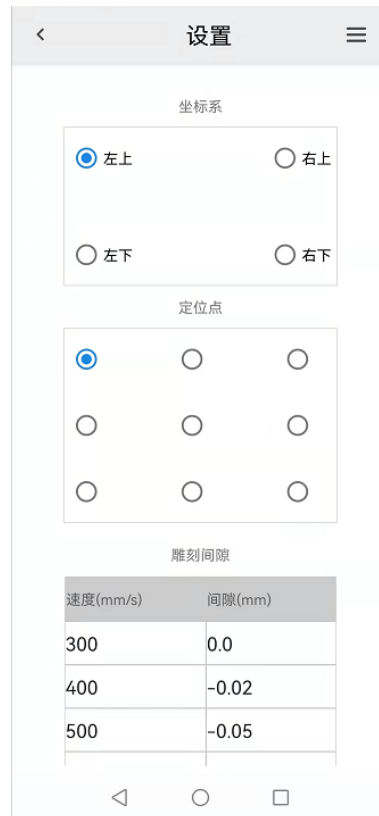 设置
坐标系
左上 右上
左下 右下
定位点
雕刻间隙
速度(mm/s) 间隙(mm)
300 0.0
400 -0.02
500 -0.05